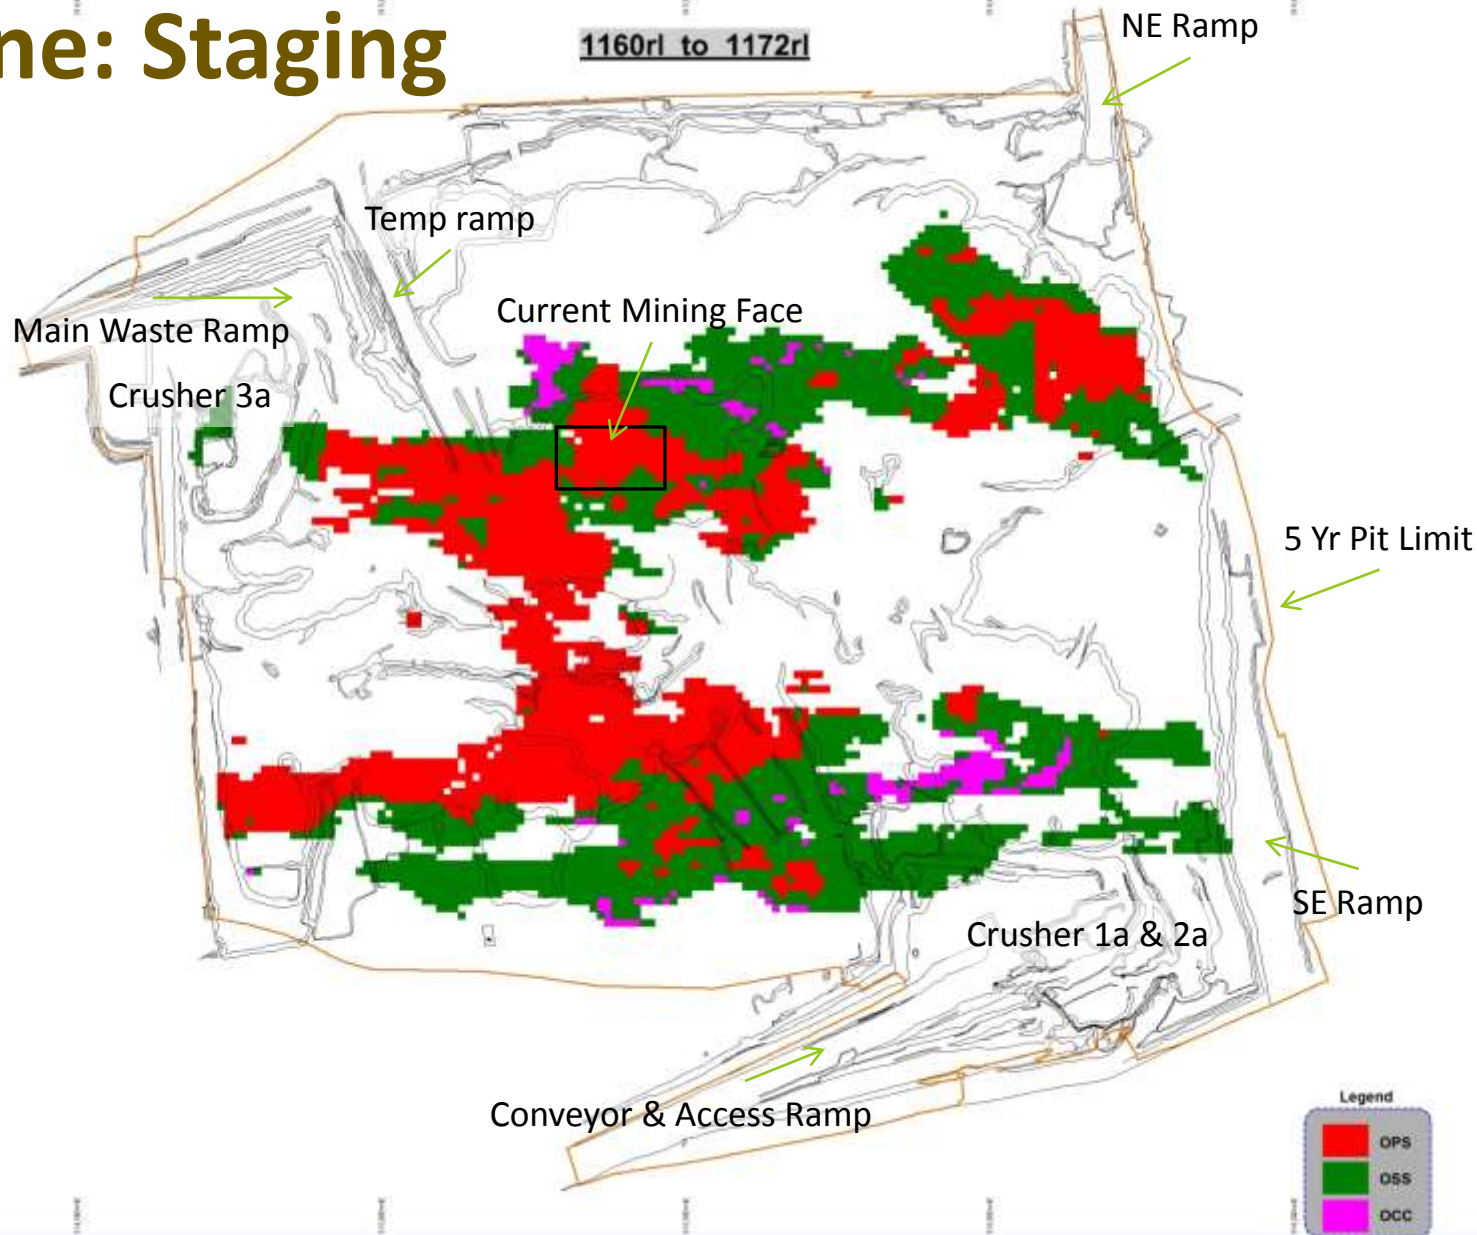 ne: Staging
1160rl to 1172rl
NE Ramp
Temp ramp
Current Mining Face
Main Waste Ramp
Crusher 3a
5 Yr Pit Limit
SE Ramp
Crusher 1a & 2a
Conveyor & Access Ramp
Legend
OPS
OSS
OCC